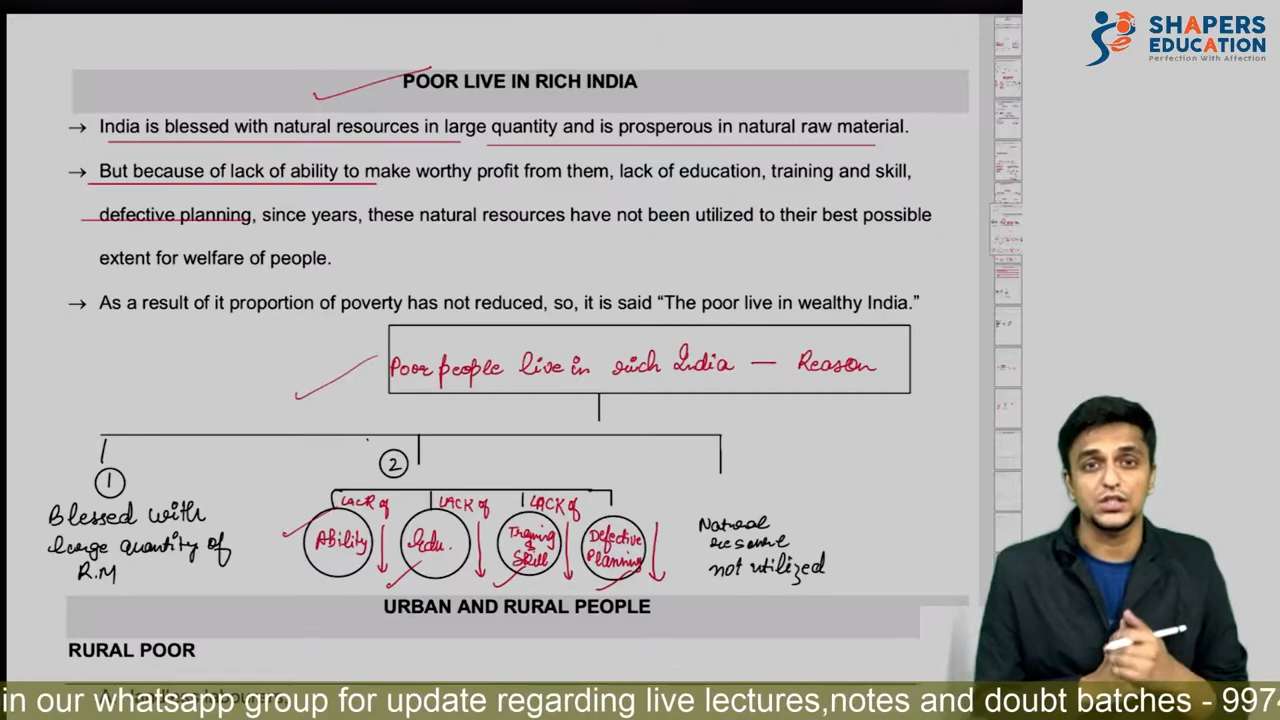 SHAPERS
EDUCATION
Perfection With Affection
POOR LIVE IN RICH INDIA
→ India is blessed with natural resources in large quantity and is prosperous in natural raw material.
→ But because of lack of ability to make worthy profit from them, lack of education, training and skill,
defective planning, since years, these natural resources have not been utilized to their best possible
extent for welfare of people.
→ As a result of it proportion of poverty has not reduced, so, it is said “The poor live in wealthy India.”
Poor people live in rich India — Reason
1
Blessed with
large quantity of
R.M
2
LACK of
Ability
LACK of
Edu.
LACK of
Training
& Skill
Defective
Planning
Natural
not utilized
URBAN AND RURAL PEOPLE
RURAL POOR
in our whatsapp group for update regarding live lectures,notes and doubt batches - 997